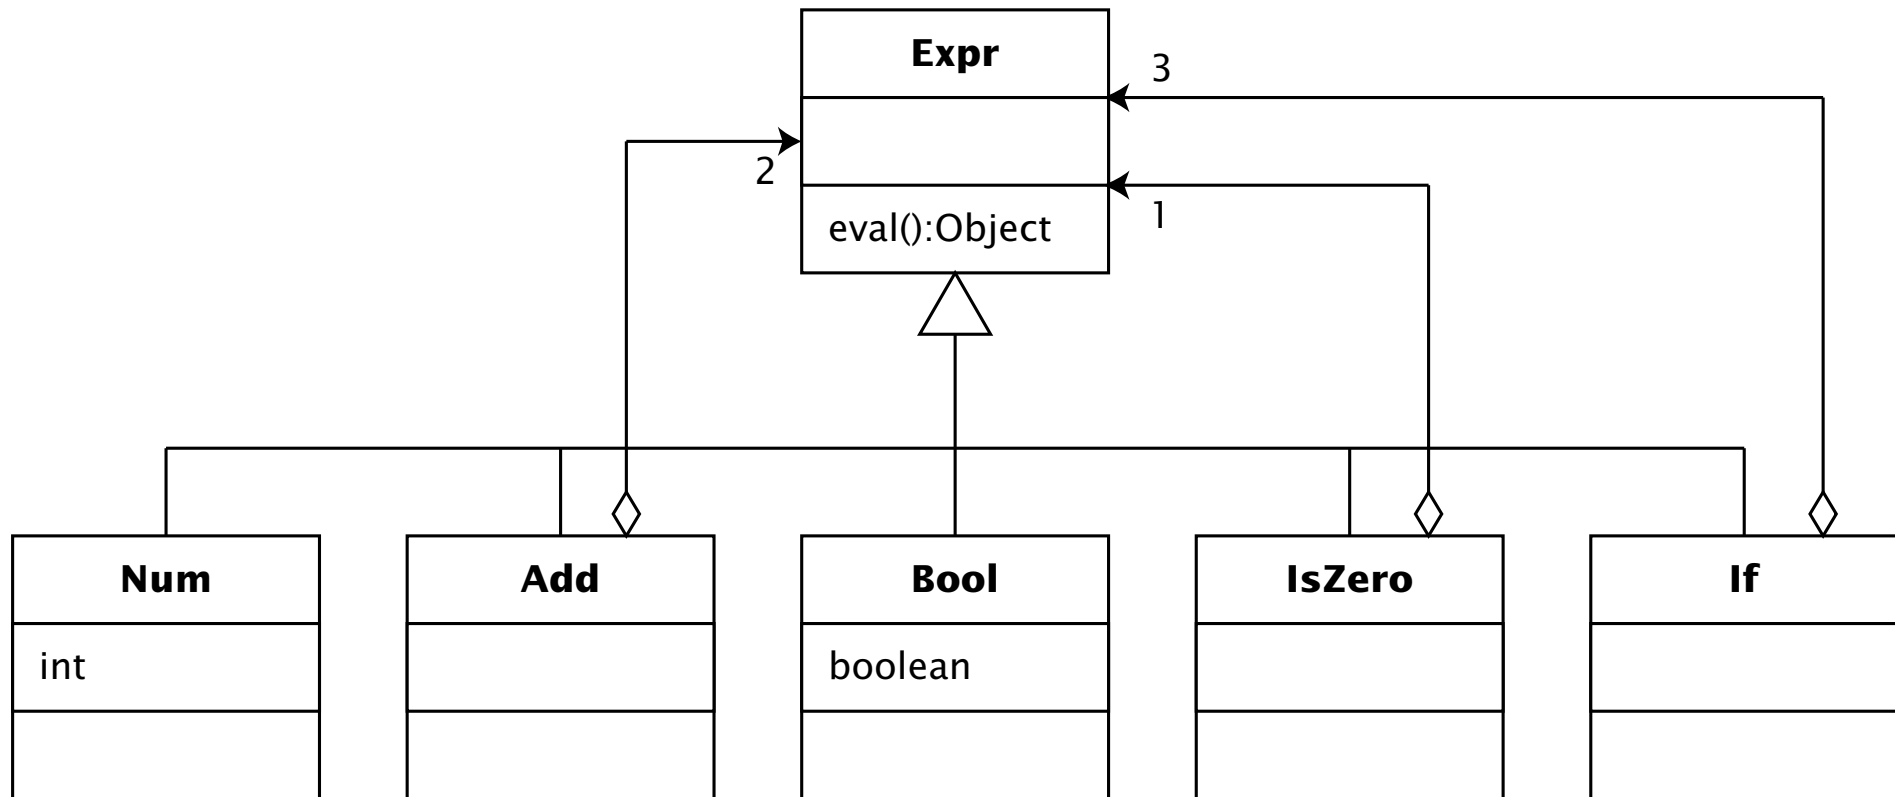 Expr
3
2
eval():Object
1
Num
Add
Bool
IsZero
If
int
boolean